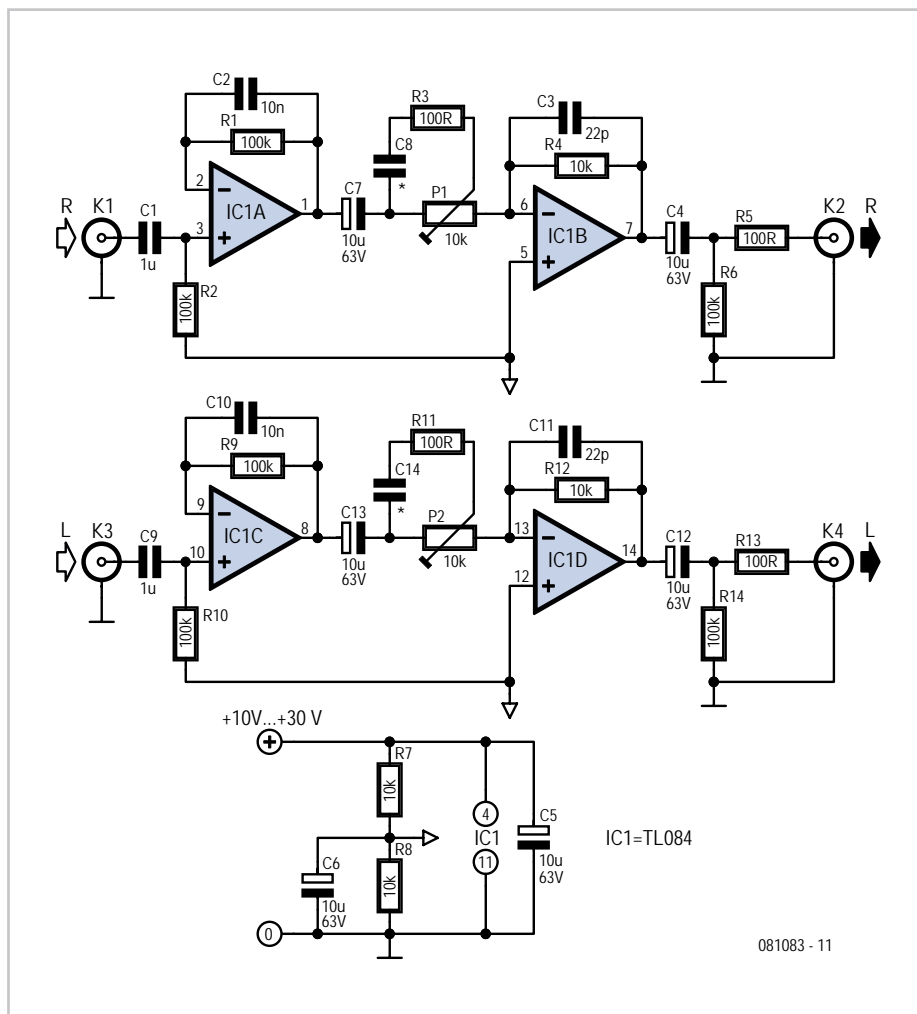 C2
10n
R1
100k
R3
100R
C8
*
C3
22p
R4
10k
R
K1
C1
1u
2
3
IC1A
1
C7
10u
63V
P1
10k
6
5
IC1B
7
C4
10u
63V
R5
100R
K2
R
R2
100k
R6
100k
C10
10n
R9
100k
R11
100R
C14
*
C11
22p
R12
10k
L
K3
C9
1u
9
10
IC1C
8
C13
10u
63V
P2
10k
13
12
IC1D
14
C12
10u
63V
R13
100R
K4
L
R10
100k
R14
100k
+10V...+30 V
R7
10k
4
IC1
11
C5
10u
63V
IC1=TL084
R8
10k
C6
10u
63V
0
081083 - 11